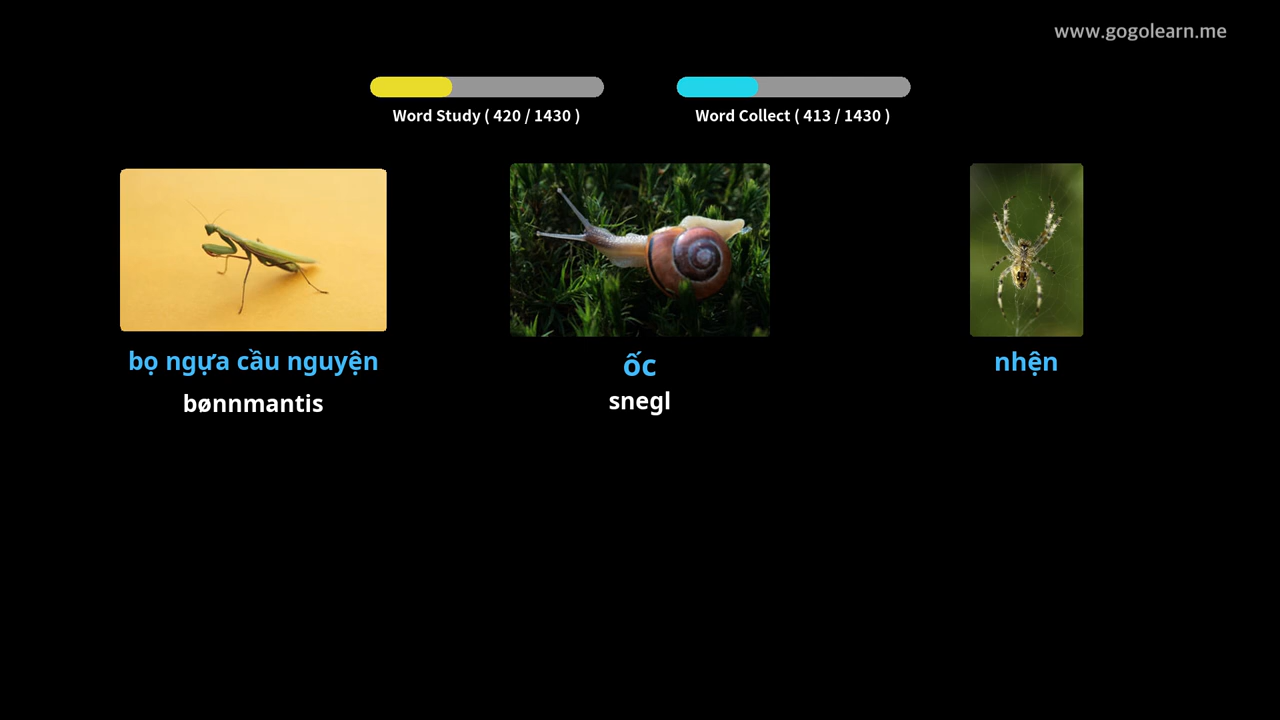 www.gogolearn.me
Word Study ( 420 / 1430 )
Word Collect ( 413 / 1430 )
bọ ngựa cầu nguyện
bønnmantis
ốc
snegl
nhện